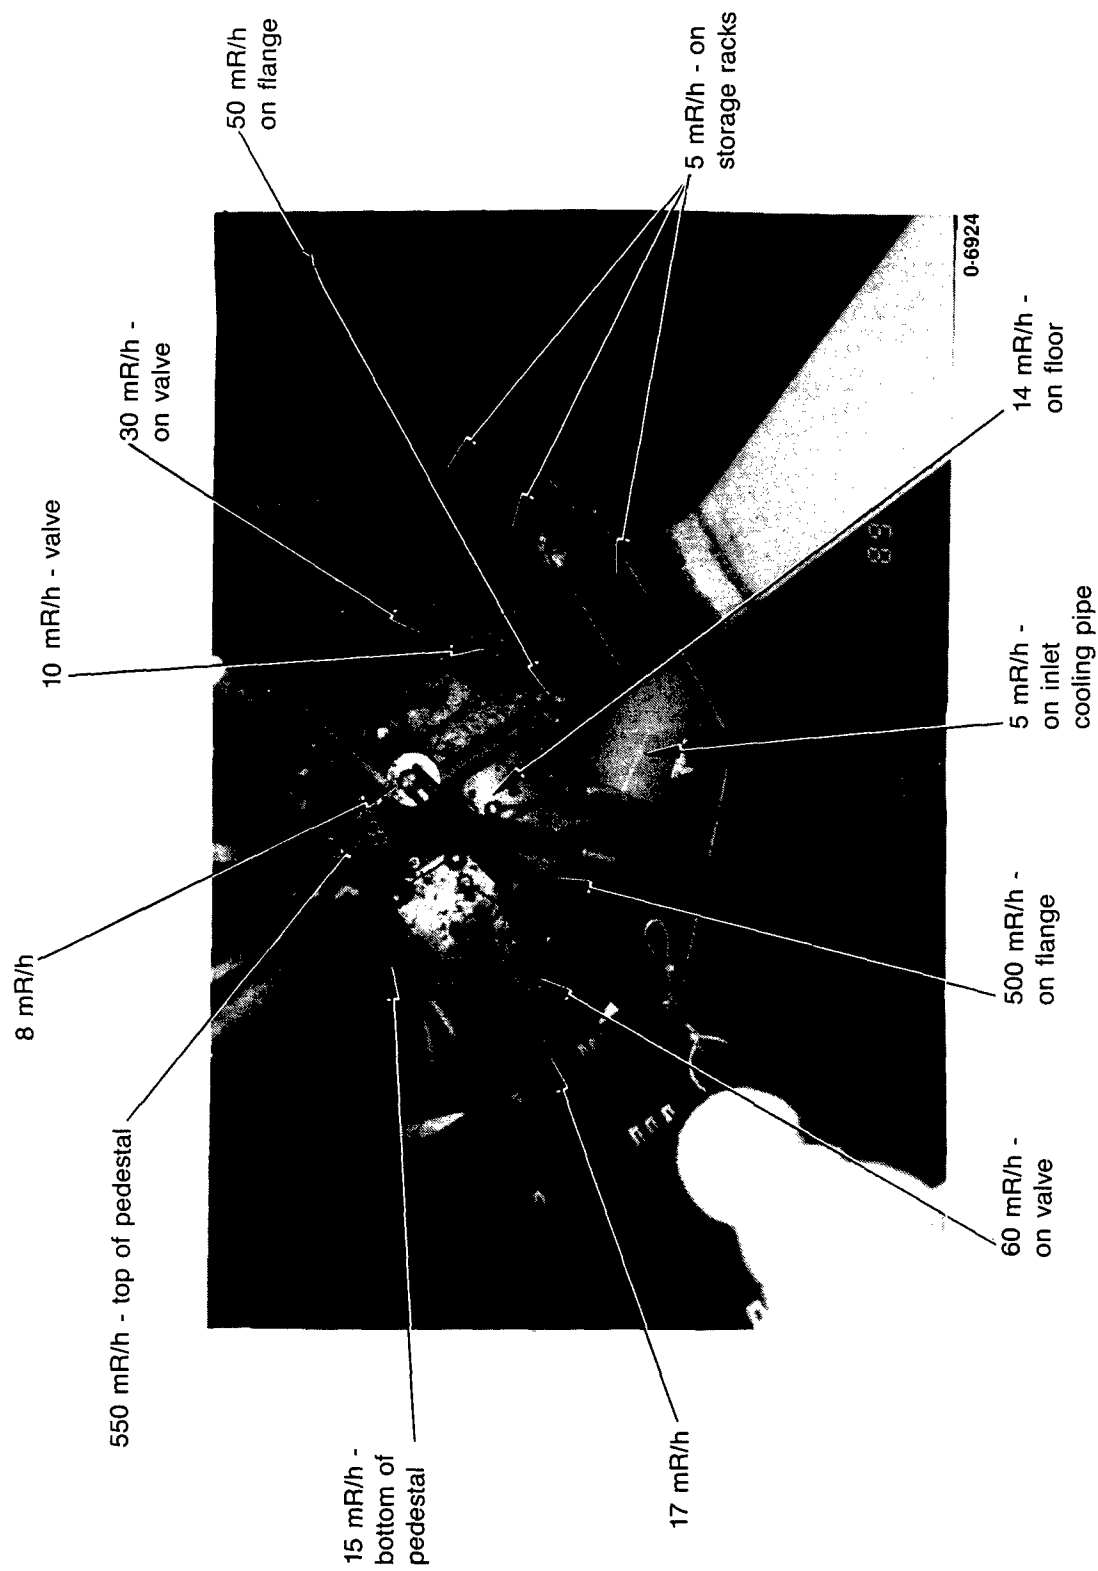 8 mR/h
10 mR/h - valve
550 mR/h - top of pedestal
30 mR/h -
on valve
50 mR/h
on flange
15 mR/h -
bottom of
pedestal
17 mR/h
5 mR/h - on
storage racks
0-6924
60 mR/h -
on valve
500 mR/h -
on flange
5 mR/h -
on inlet
cooling pipe
14 mR/h -
on floor